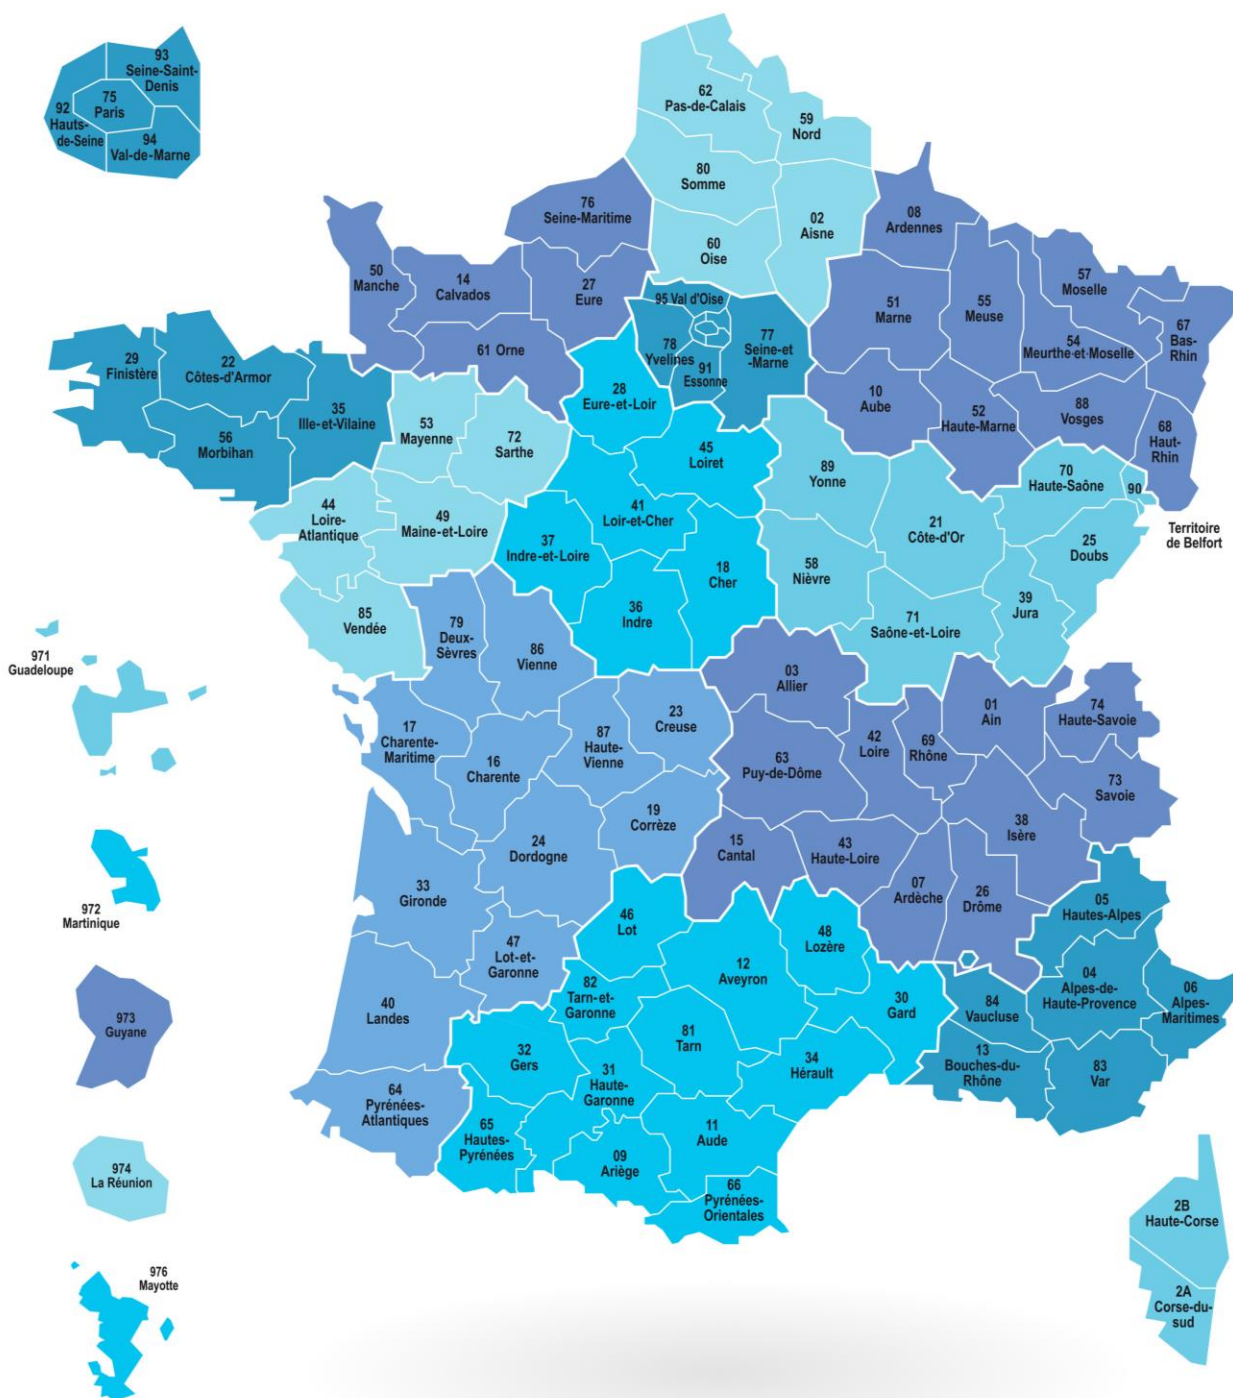 93
Seine-Saint-
Denis
75
Paris
92
Hauts-
de-Seine
94
Val-de-Marne
62
Pas-de-Calais
59
Nord
80
Somme
02
Aisne
60
Oise
76
Seine-Maritime
27
Eure
50
Manche
14
Calvados
61 Orne
08
Ardennes
51
Marne
55
Meuse
57
Moselle
54
Meurthe-et-Moselle
67
Bas-
Rhin
10
Aube
52
Haute-Marne
88
Vosges
68
Haut-
Rhin
95 Val d'Oise
78
Yvelines
91
Essonne
77
Seine-et
-Marne
29
Finistère
22
Côtes-d'Armor
35
Ille-et-Vilaine
56
Morbihan
53
Mayenne
72
Sarthe
44
Loire-
Atlantique
49
Maine-et-Loire
85
Vendée
28
Eure-et-Loir
45
Loiret
41
Loir-et-Cher
37
Indre-et-Loire
18
Cher
36
Indre
89
Yonne
21
Côte-d'Or
70
Haute-Saône
90
Territoire
de Belfort
25
Doubs
58
Nièvre
71
Saône-et-Loire
39
Jura
79
Deux-
Sèvres
86
Vienne
17
Charente-
Maritime
16
Charente
87
Haute-
Vienne
23
Creuse
19
Corrèze
24
Dordogne
33
Gironde
47
Lot-et-
Garonne
40
Landes
64
Pyrénées-
Atlantiques
03
Allier
63
Puy-de-Dôme
42
Loire
69
Rhône
01
Ain
74
Haute-Savoie
73
Savoie
38
Isère
15
Cantal
43
Haute-Loire
07
Ardèche
26
Drôme
46
Lot
48
Lozère
12
Aveyron
82
Tarn-et-
Garonne
30
Gard
81
Tarn
32
Gers
31
Haute-
Garonne
34
Hérault
65
Hautes-
Pyrénées
09
Ariège
11
Aude
66
Pyrénées-
Orientales
05
Hautes-Alpes
04
Alpes-de-
Haute-Provence
06
Alpes-
Maritimes
84
Vaucluse
13
Bouches-du-
Rhône
83
Var
2B
Haute-Corse
2A
Corse-du-
sud
971
Guadeloupe
972
Martinique
973
Guyane
974
La Réunion
976
Mayotte